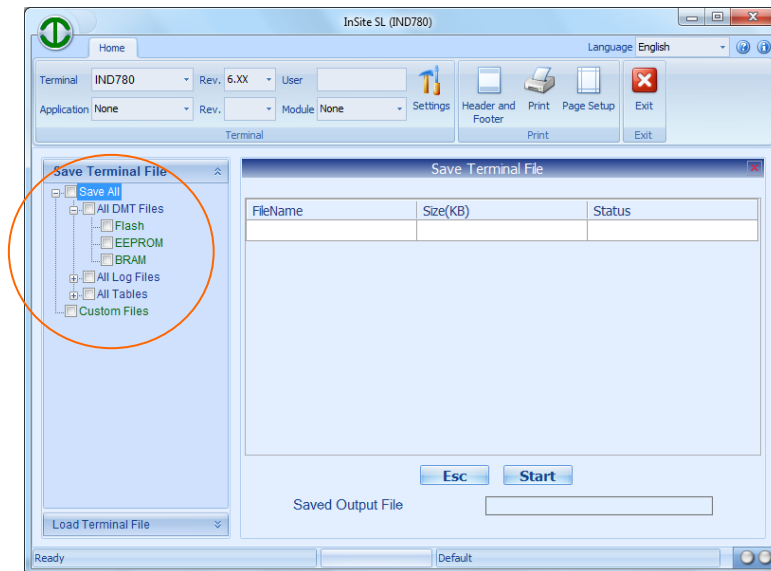 InSite SL (IND780)
Home
Language English
Terminal IND780 Rev. 6.XX User
Application None Rev. Module None
Settings
Header and Footer
Print
Page Setup
Exit
Terminal
Print
Exit
Save Terminal File
Save All
All DMT Files
Flash
EEPROM
BRAM
All Log Files
All Tables
Custom Files
Load Terminal File
Save Terminal File
FileName Size(KB) Status
Esc Start
Saved Output File
Ready Default